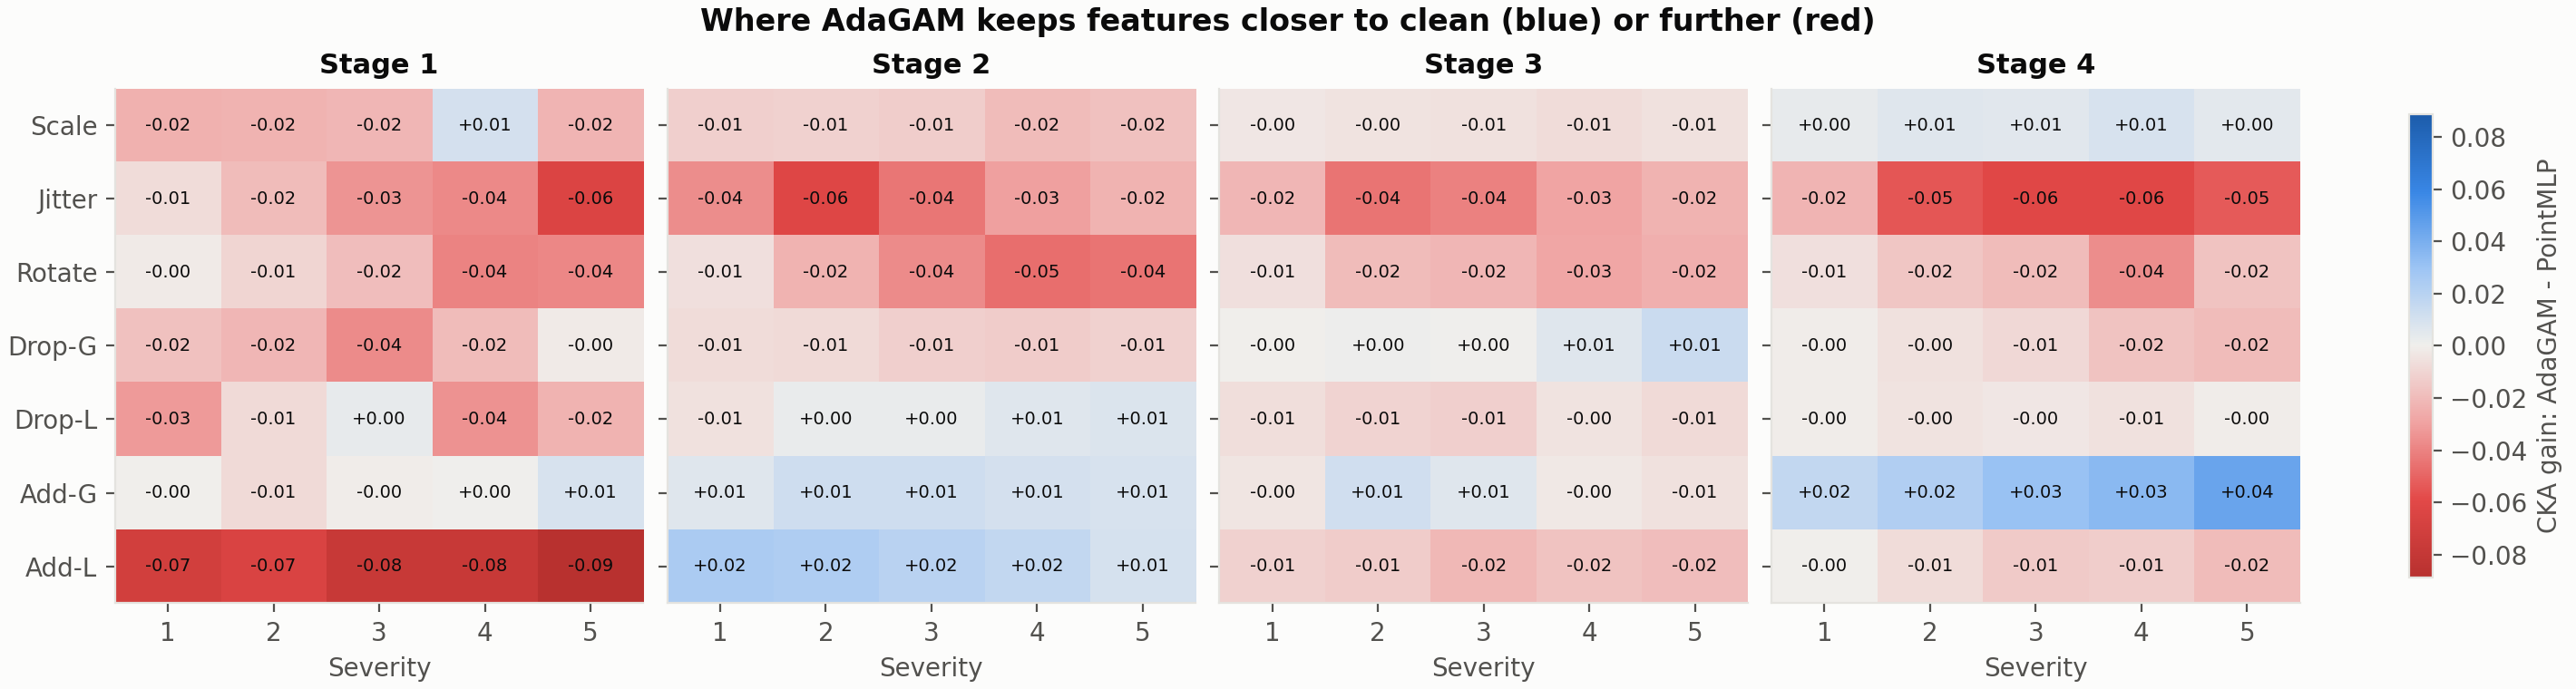 Where AdaGAM keeps features closer to clean (blue) or further (red)
Stage 1 Stage 2 Stage 3 Stage 4
Scale -0.02 -0.02 -0.02 +0.01 -0.02 -0.01 -0.01 -0.01 -0.02 -0.02 -0.00 -0.00 -0.01 -0.01 -0.01 +0.00 +0.01 +0.01 +0.01 +0.00
Jitter -0.01 -0.02 -0.03 -0.04 -0.06 -0.04 -0.06 -0.04 -0.03 -0.02 -0.02 -0.04 -0.04 -0.03 -0.02 -0.02 -0.05 -0.06 -0.06 -0.05
Rotate -0.00 -0.01 -0.02 -0.04 -0.04 -0.01 -0.02 -0.04 -0.05 -0.04 -0.01 -0.02 -0.02 -0.03 -0.02 -0.01 -0.02 -0.02 -0.04 -0.02
Drop-G -0.02 -0.02 -0.04 -0.02 -0.00 -0.01 -0.01 -0.01 -0.01 -0.01 -0.00 +0.00 +0.00 +0.01 +0.01 -0.00 -0.00 -0.01 -0.02 -0.02
Drop-L -0.03 -0.01 +0.00 -0.04 -0.02 -0.01 +0.00 +0.00 +0.01 +0.01 -0.01 -0.01 -0.01 -0.00 -0.01 -0.00 -0.00 -0.00 -0.01 -0.00
Add-G -0.00 -0.01 -0.00 +0.00 +0.01 +0.01 +0.01 +0.01 +0.01 +0.01 -0.00 +0.01 +0.01 -0.00 -0.01 +0.02 +0.02 +0.03 +0.03 +0.04
Add-L -0.07 -0.07 -0.08 -0.08 -0.09 +0.02 +0.02 +0.02 +0.02 +0.01 -0.01 -0.01 -0.02 -0.02 -0.02 -0.00 -0.01 -0.01 -0.01 -0.02
1 2 3 4 5 1 2 3 4 5 1 2 3 4 5 1 2 3 4 5
Severity Severity Severity Severity
0.08
0.06
0.04
0.02
0.00
−0.02
−0.04
−0.06
−0.08
CKA gain: AdaGAM - PointMLP